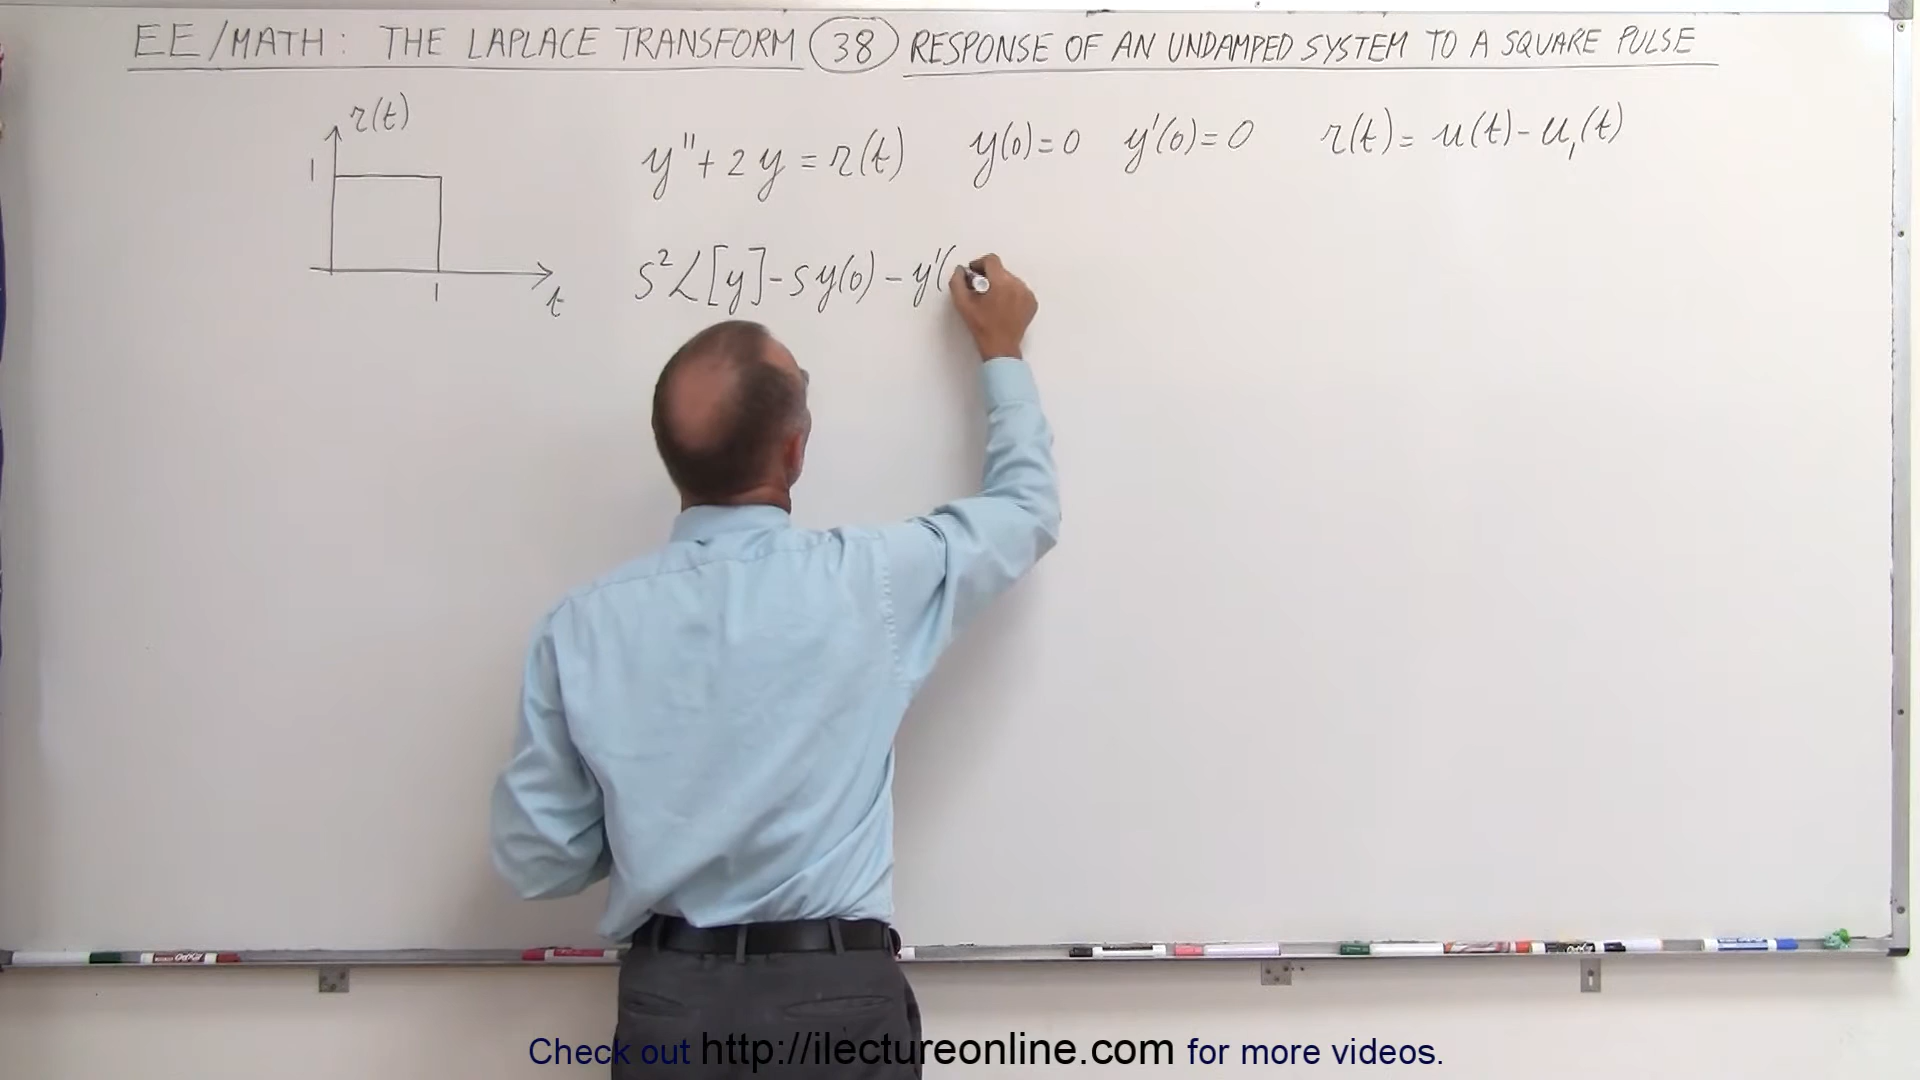 EE/MATH: THE LAPLACE TRANSFORM 38 RESPONSE OF AN UNDAMPED SYSTEM TO A SQUARE PULSE
r(t)
1
1
t
y'' + 2y = r(t) y(0) = 0 y'(0) = 0 r(t) = u(t) - u₁(t)
s² L[y] - sy(0) - y'(
Check out http://ilectureonline.com for more videos.